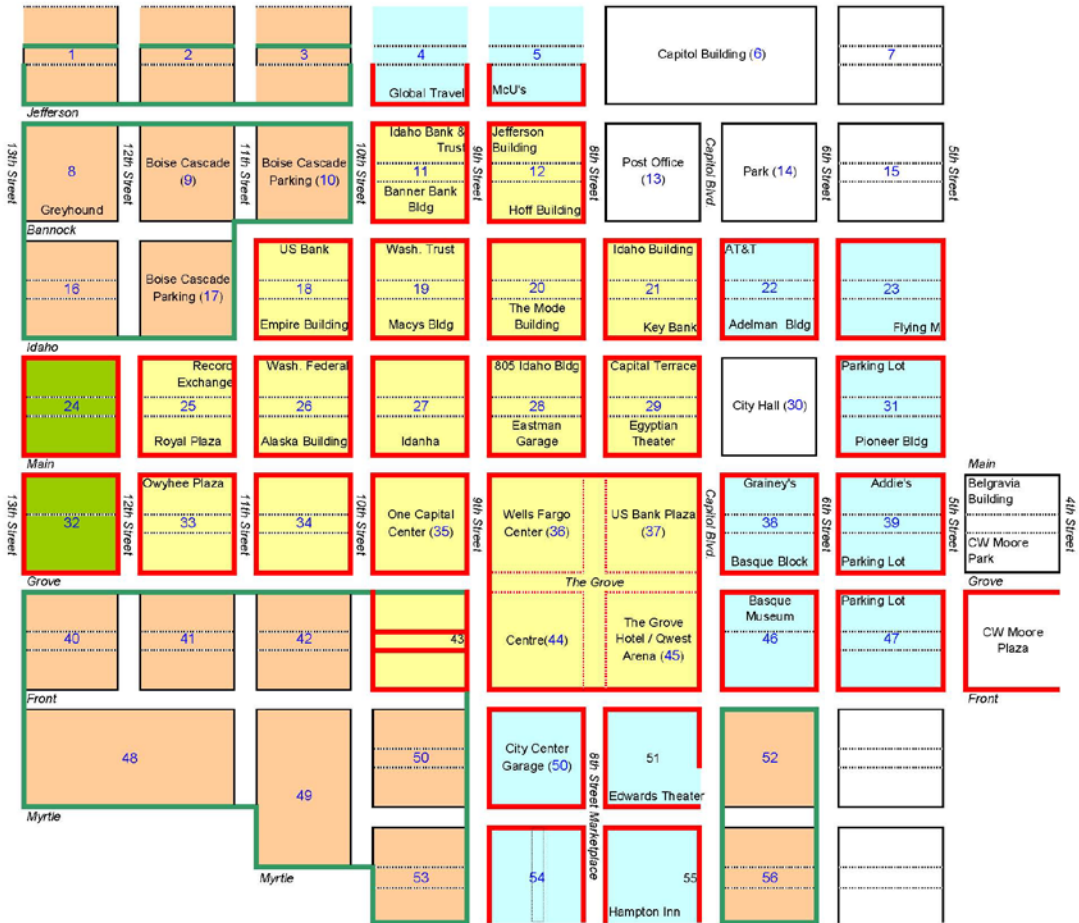 1
2
3
4
5
Capitol Building (6)
7
Global Travel
McU's
Jefferson
13th Street
12th Street
11th Street
10th Street
9th Street
8th Street
Capitol Blvd.
6th Street
5th Street
8
Greyhound
Boise Cascade
(9)
Boise Cascade
Parking (10)
Idaho Bank &
Trust
11
Banner Bank
Bldg
Jefferson
Building
12
Hoff Building
Post Office
(13)
Park (14)
15
Bannock
16
Boise Cascade
Parking (17)
US Bank
18
Empire Building
Wash. Trust
19
Macys Bldg
20
The Mode
Building
Idaho Building
21
Key Bank
AT&T
22
Adelman Bldg
23
Flying M
Idaho
24
Record
Exchange
25
Royal Plaza
Wash. Federal
26
Alaska Building
27
Idanha
805 Idaho Bldg
28
Eastman
Garage
Capital Terrace
29
Egyptian
Theater
City Hall (30)
Parking Lot
31
Pioneer Bldg
Main
Main
13th Street
12th Street
11th Street
10th Street
9th Street
Capitol Blvd.
6th Street
5th Street
4th Street
32
Owyhee Plaza
33
34
One Capital
Center (35)
Wells Fargo
Center (36)
US Bank Plaza
(37)
Grainey's
38
Basque Block
Addie's
39
Parking Lot
Belgravia
Building
CW Moore
Park
Grove
The Grove
Grove
40
41
42
43
Centre(44)
The Grove
Hotel / Qwest
Arena (45)
Basque
Museum
46
Parking Lot
47
CW Moore
Plaza
Front
Front
48
49
50
City Center
Garage (50)
8th Street Marketplace
51
Edwards Theater
52
Myrtle
Myrtle
53
54
55
Hampton Inn
56